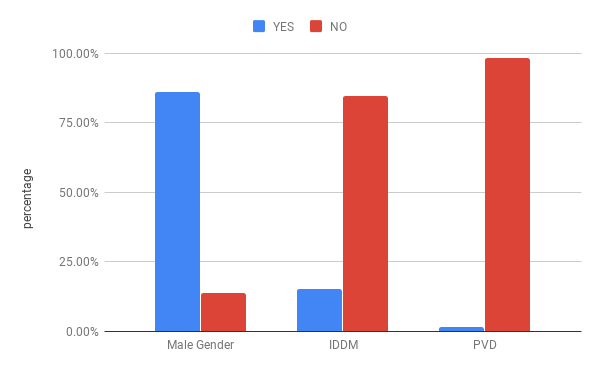 YES NO
100.00%
75.00%
50.00%
25.00%
0.00%
percentage
Male Gender IDDM PVD